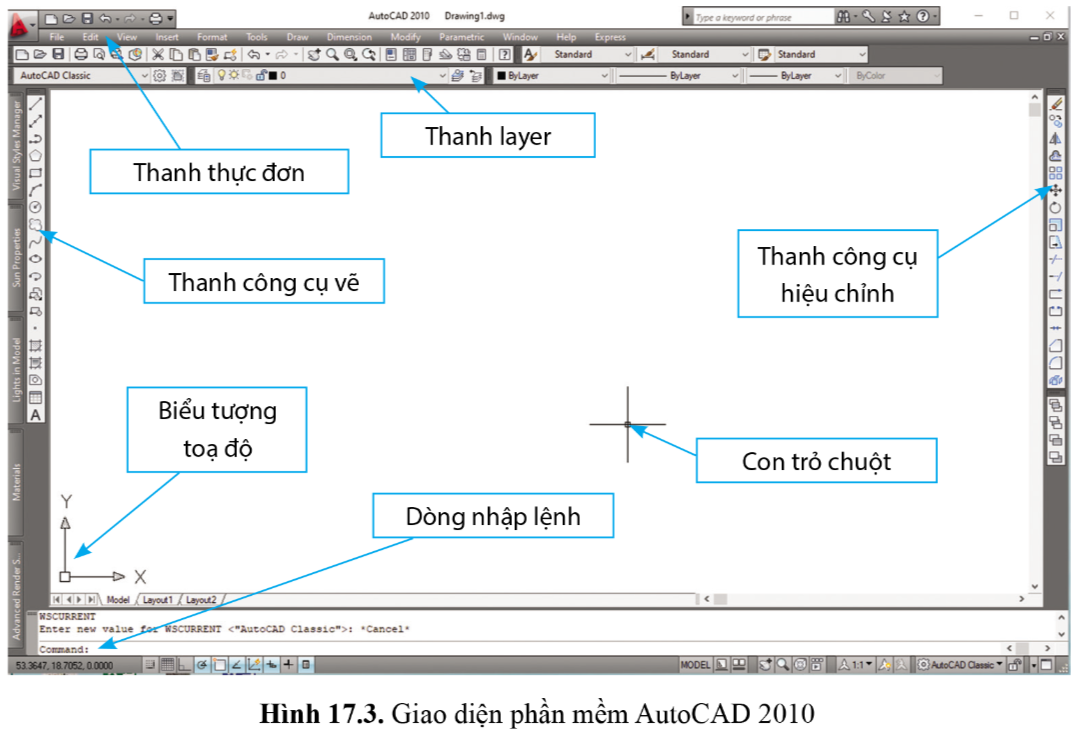 AutoCAD 2010 Drawing1.dwg
Type a keyword or phrase
File Edit View Insert Format Tools Draw Dimension Modify Parametric Window Help Express
Standard Standard Standard
AutoCAD Classic 0 ByLayer ByLayer ByLayer ByColor
Thanh layer
Thanh thực đơn
Thanh công cụ vẽ
Thanh công cụ
hiệu chỉnh
Biểu tượng
toạ độ
Con trỏ chuột
Dòng nhập lệnh
Visual Styles Manager
Sun Properties
Lights in Model
Materials
Advanced Render S...
A
Y
X
Model Layout1 Layout2
WSCURRENT
Enter new value for WSCURRENT <"AutoCAD Classic">: *Cancel*
Command:
53.3647, 18.7052, 0.0000 MODEL 1:1 AutoCAD Classic
Hình 17.3. Giao diện phần mềm AutoCAD 2010